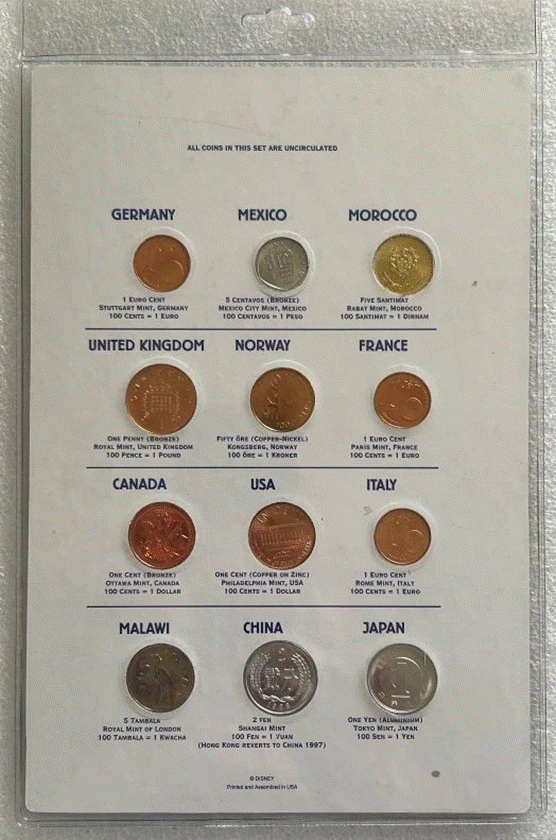 ALL COINS IN THIS SET ARE UNCIRCULATED
GERMANY MEXICO MOROCCO
1 EURO CENT 5 CENTAVOS (BRONZE) FIVE SANTIMAT
STUTTGART MINT, GERMANY MEXICO CITY MINT, MEXICO RABAT MINT, MOROCCO
100 CENTS = 1 EURO 100 CENTAVOS = 1 PESO 100 SANTIMAT = 1 DIRHAM
UNITED KINGDOM NORWAY FRANCE
ONE PENNY (BRONZE) FIFTY ÖRE (COPPER-NICKEL) 1 EURO CENT
ROYAL MINT, UNITED KINGDOM KONGSBERG, NORWAY PARIS MINT, FRANCE
100 PENCE = 1 POUND 100 ÖRE = 1 KRONER 100 CENTS = 1 EURO
CANADA USA ITALY
ONE CENT (BRONZE) ONE CENT (COPPER ON ZINC) 1 EURO CENT
OTTAWA MINT, CANADA PHILADELPHIA MINT, USA ROME MINT, ITALY
100 CENTS = 1 DOLLAR 100 CENTS = 1 DOLLAR 100 CENTS = 1 EURO
MALAWI CHINA JAPAN
5 TAMBALA 2 FEN ONE YEN (ALUMINIUM)
ROYAL MINT OF LONDON SHANGAI MINT TOKYO MINT, JAPAN
100 TAMBALA = 1 KWACHA 100 FEN = 1 YUAN 100 SEN = 1 YEN
(HONG KONG REVERTS TO CHINA 1997)
© DISNEY
Printed and Assembled in USA